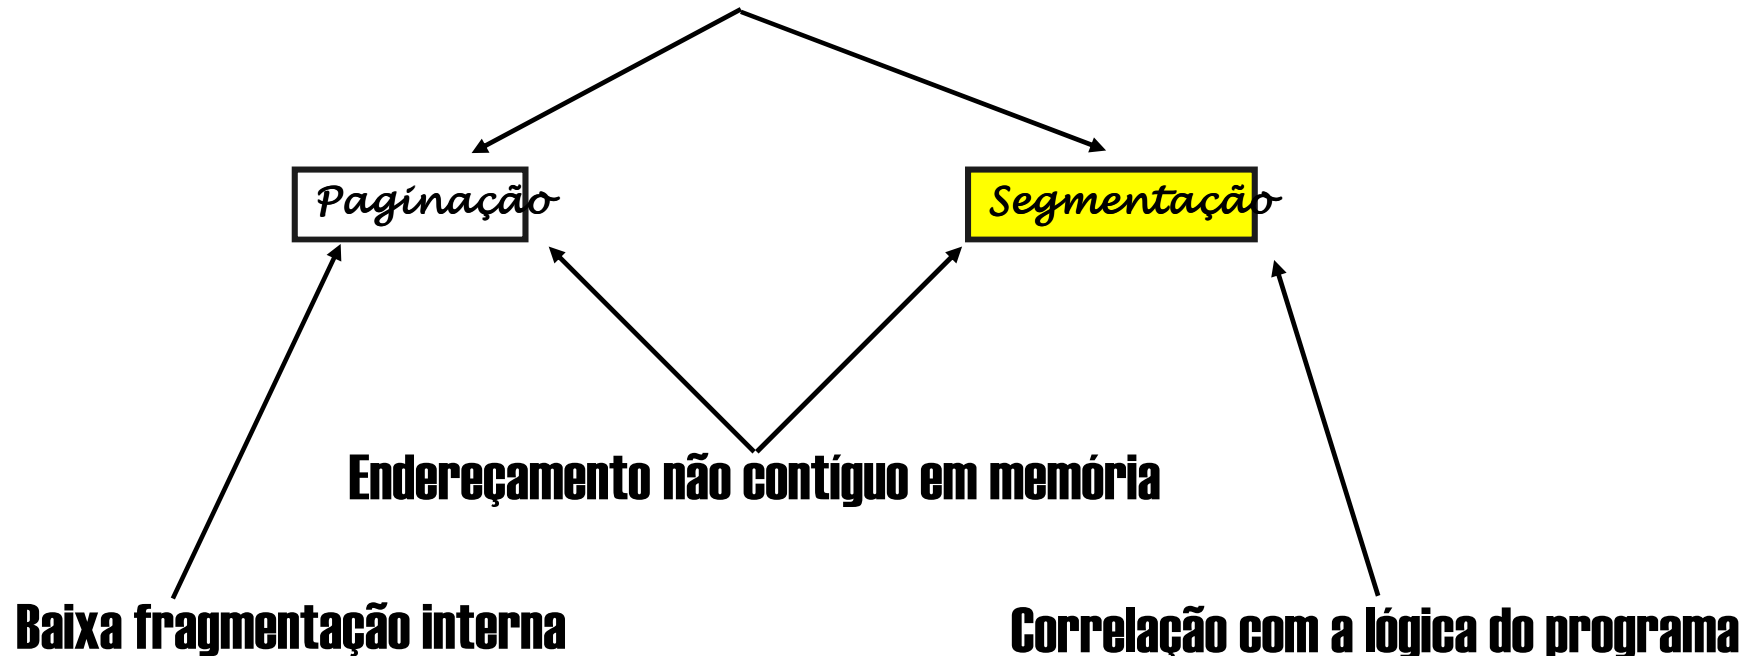 Paginação
Segmentação
Endereçamento não contíguo em memória
Baixa fragmentação interna
Correlação com a lógica do programa